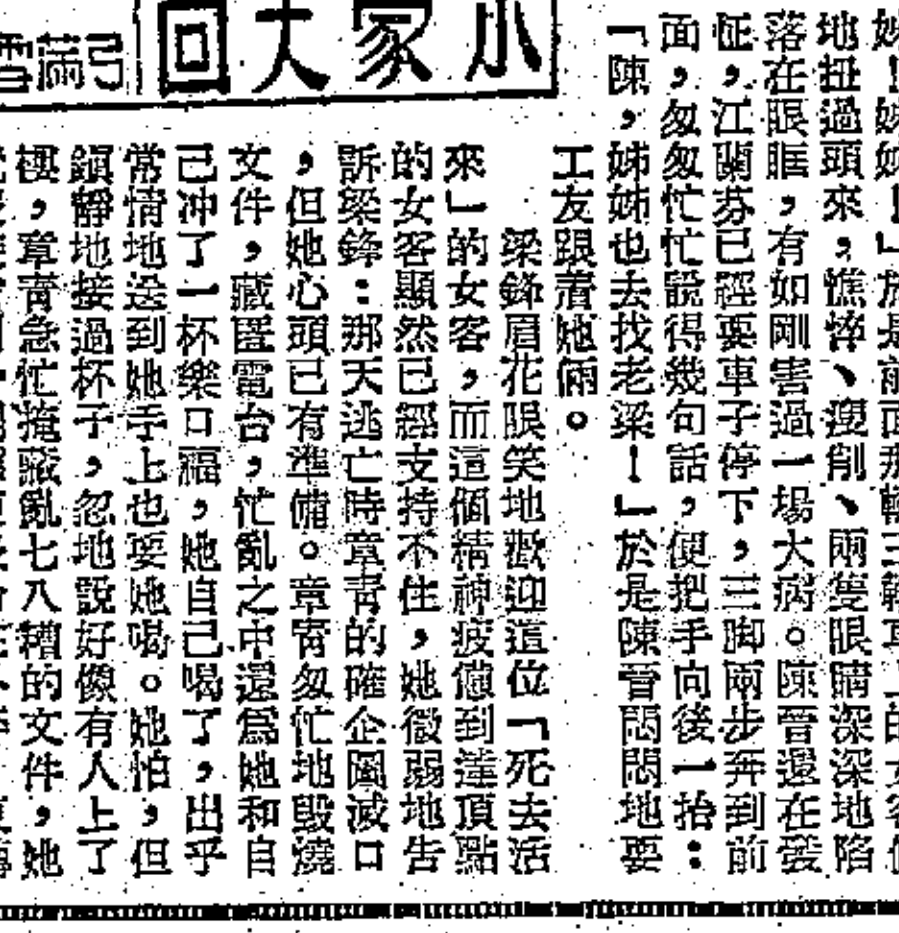 姊！姊姊！」於是前面那輛三輪車上的女客
地扭過頭來，憔悴、瘦削、兩隻眼睛深深地陷
落在眼眶，有如剛害過一場大病。陳晉還在發
怔，江蘭芬已經要車子停下，三脚兩步奔到前
面，匆匆忙忙說得幾句話，便把手向後一抬：
「陳，姊姊也去找老梁！」於是陳晉悶悶地要
工友跟着她倆。
小家大回
弓滿雪
梁鋒眉花眼笑地歡迎這位「死去活
來」的女客，而這個精神疲憊到達頂點
的女客顯然已經支持不住，她微弱地告
訴梁鋒：那天逃亡時章青的確企圖滅口
，但她心頭已有準備。章青匆忙地毀燒
文件，藏匿電台，忙亂之中還爲她和自
己冲了一杯樂口福，她自己喝了，出乎
常情地送到她手上也要她喝。她怕，但
鎮靜地接過杯子，忽地說好像有人上了
樓，章青急忙掩藏亂七八糟的文件，她